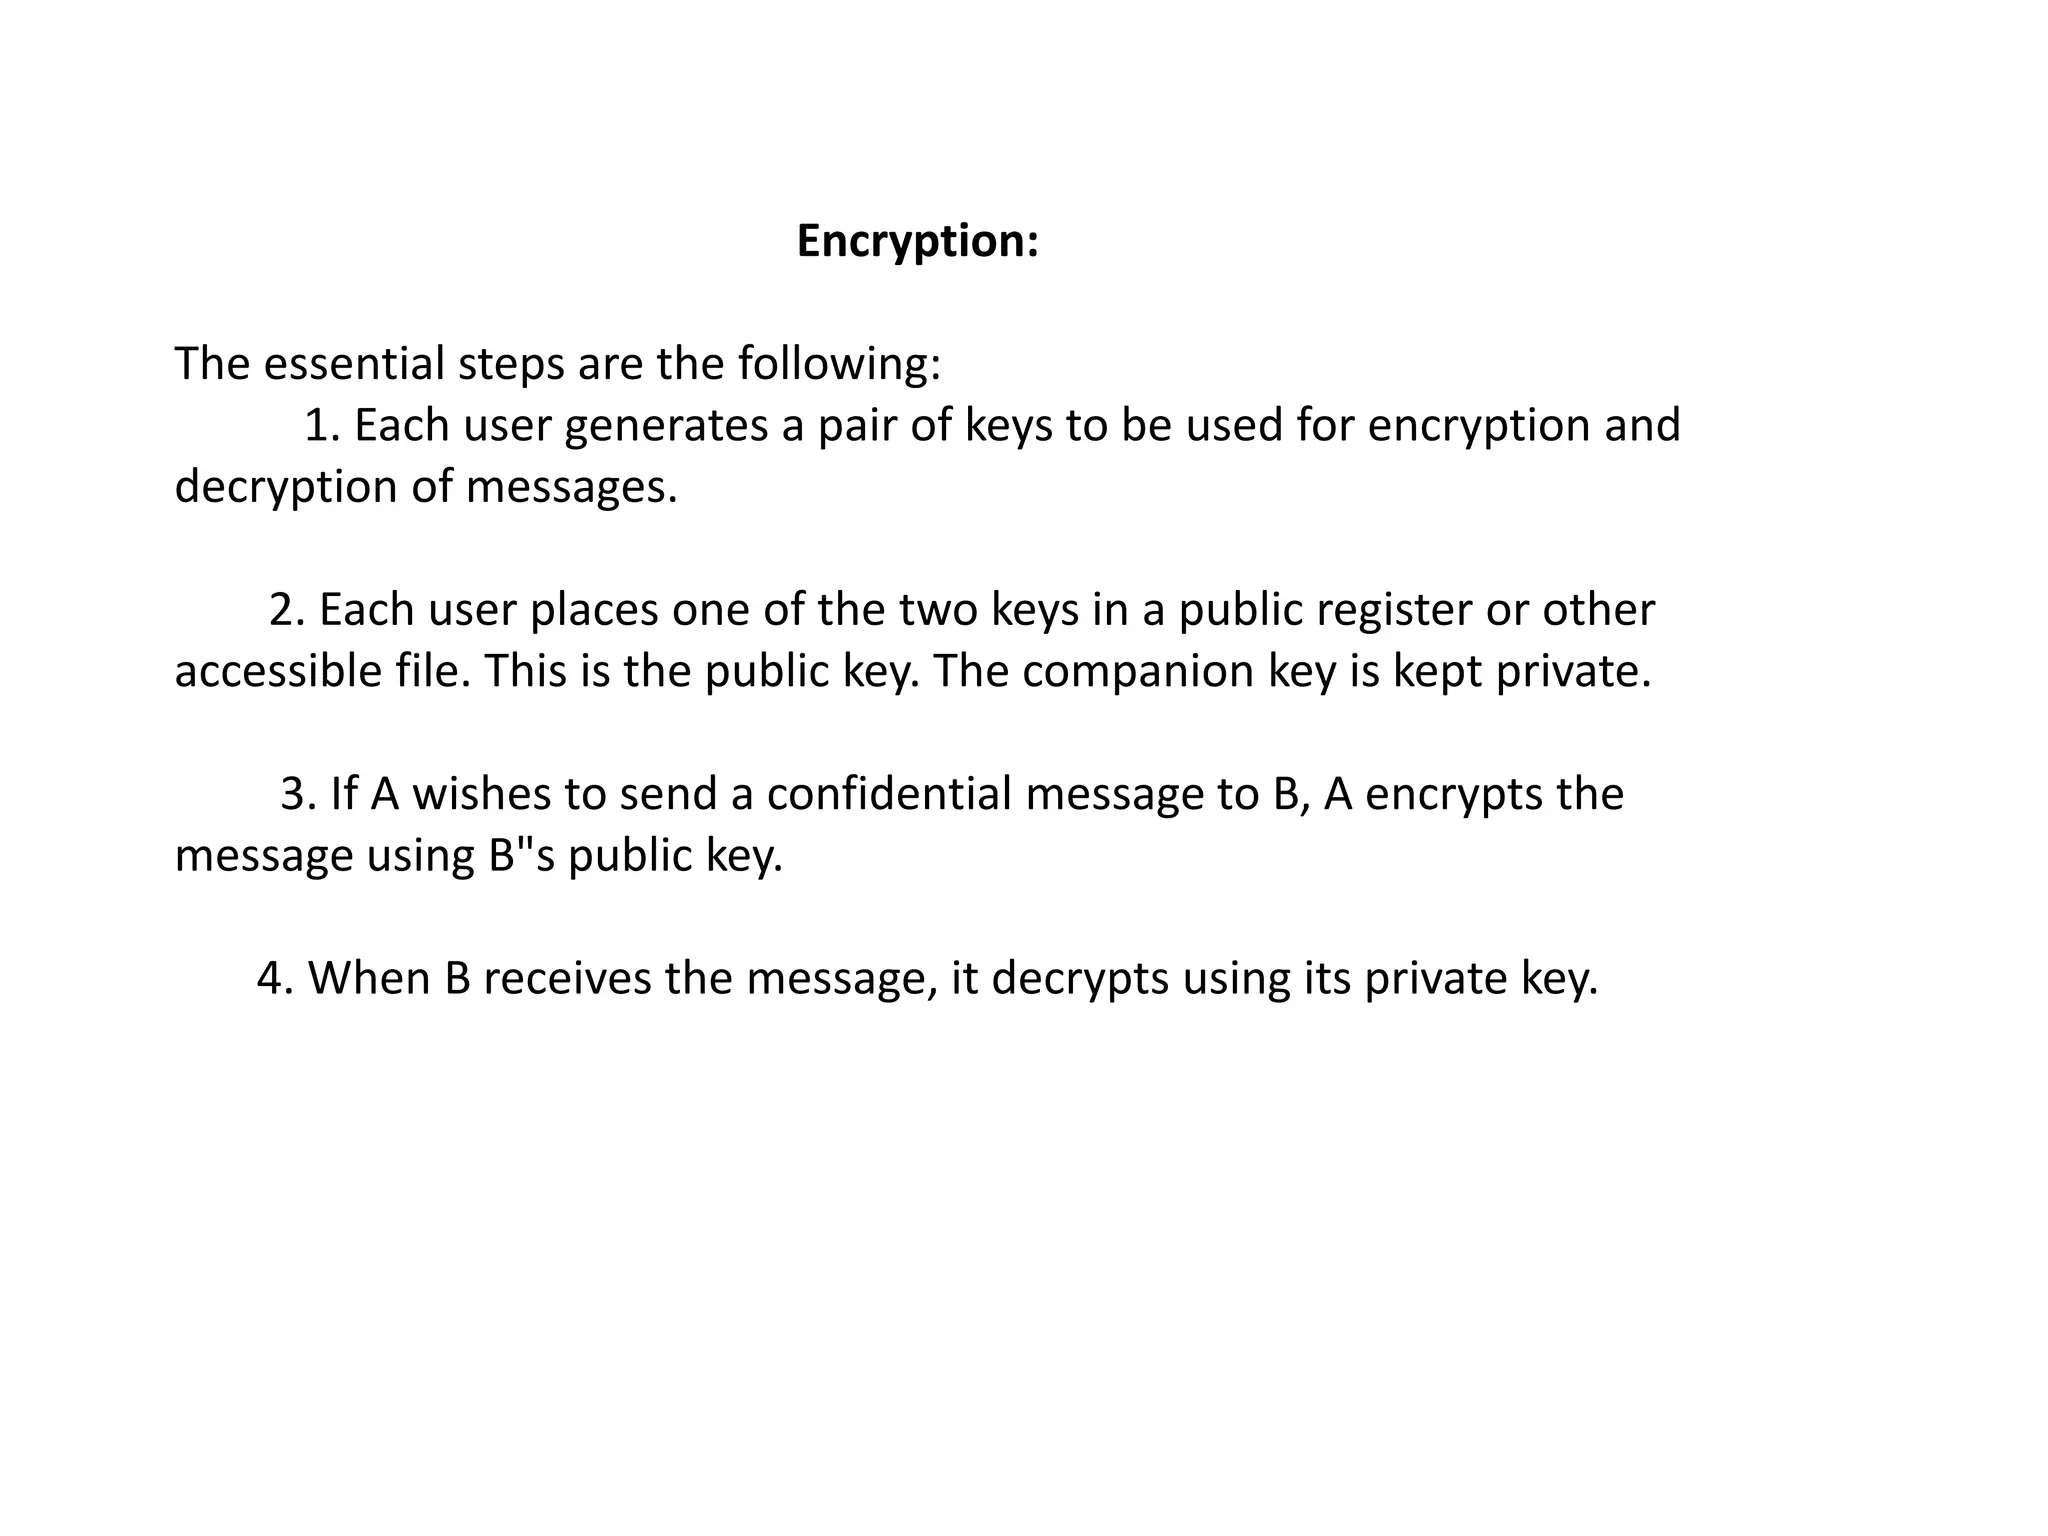 Encryption:
The essential steps are the following:
1. Each user generates a pair of keys to be used for encryption and
decryption of messages.
2. Each user places one of the two keys in a public register or other
accessible file. This is the public key. The companion key is kept private.
3. If A wishes to send a confidential message to B, A encrypts the
message using B"s public key.
4. When B receives the message, it decrypts using its private key.